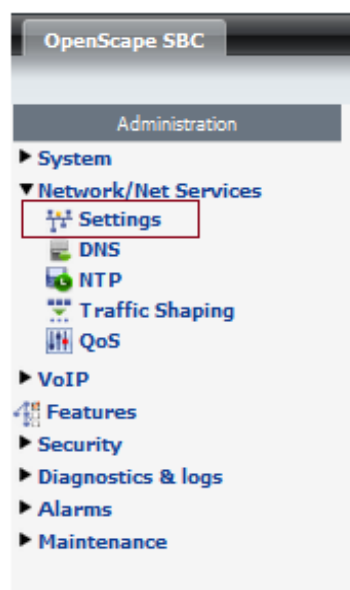 OpenScape SBC
Administration
System
Network/Net Services
Settings
DNS
NTP
Traffic Shaping
QoS
VoIP
Features
Security
Diagnostics & logs
Alarms
Maintenance